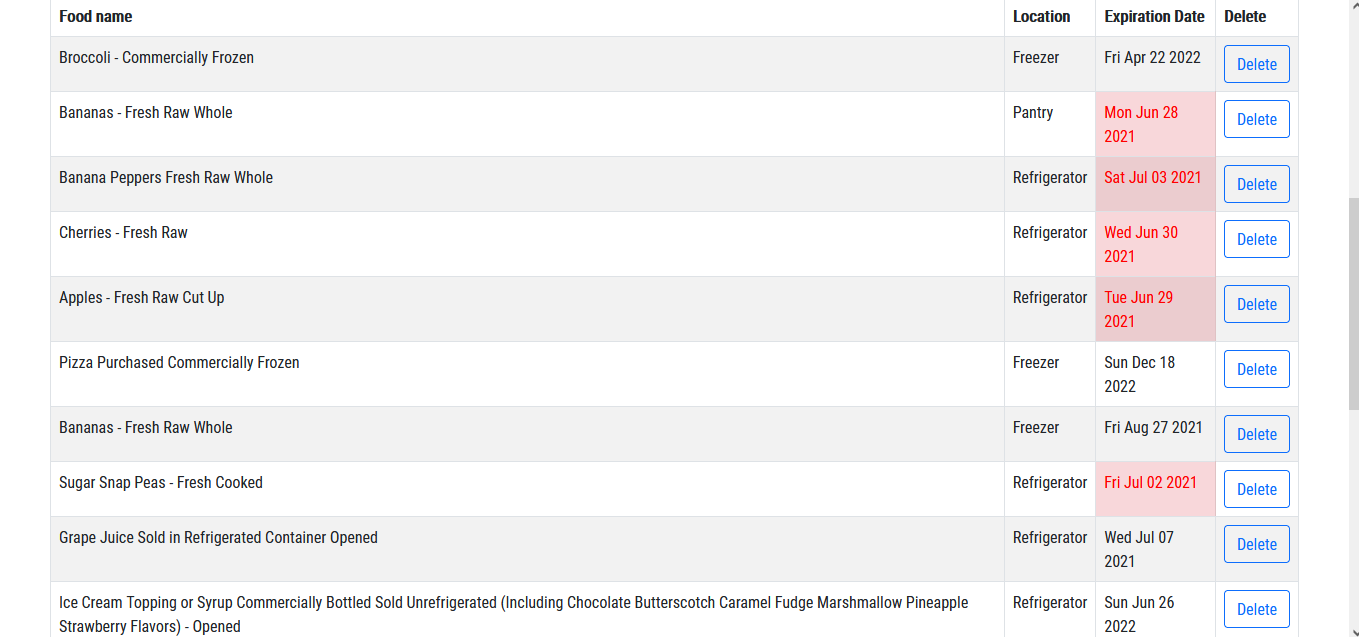 Food name Location Expiration Date Delete
Broccoli - Commercially Frozen Freezer Fri Apr 22 2022 Delete
Bananas - Fresh Raw Whole Pantry Mon Jun 28
2021 Delete
Banana Peppers Fresh Raw Whole Refrigerator Sat Jul 03 2021 Delete
Cherries - Fresh Raw Refrigerator Wed Jun 30
2021 Delete
Apples - Fresh Raw Cut Up Refrigerator Tue Jun 29
2021 Delete
Pizza Purchased Commercially Frozen Freezer Sun Dec 18
2022 Delete
Bananas - Fresh Raw Whole Freezer Fri Aug 27 2021 Delete
Sugar Snap Peas - Fresh Cooked Refrigerator Fri Jul 02 2021 Delete
Grape Juice Sold in Refrigerated Container Opened Refrigerator Wed Jul 07
2021 Delete
Ice Cream Topping or Syrup Commercially Bottled Sold Unrefrigerated (Including Chocolate Butterscotch Caramel Fudge Marshmallow Pineapple
Strawberry Flavors) - Opened Refrigerator Sun Jun 26
2022 Delete